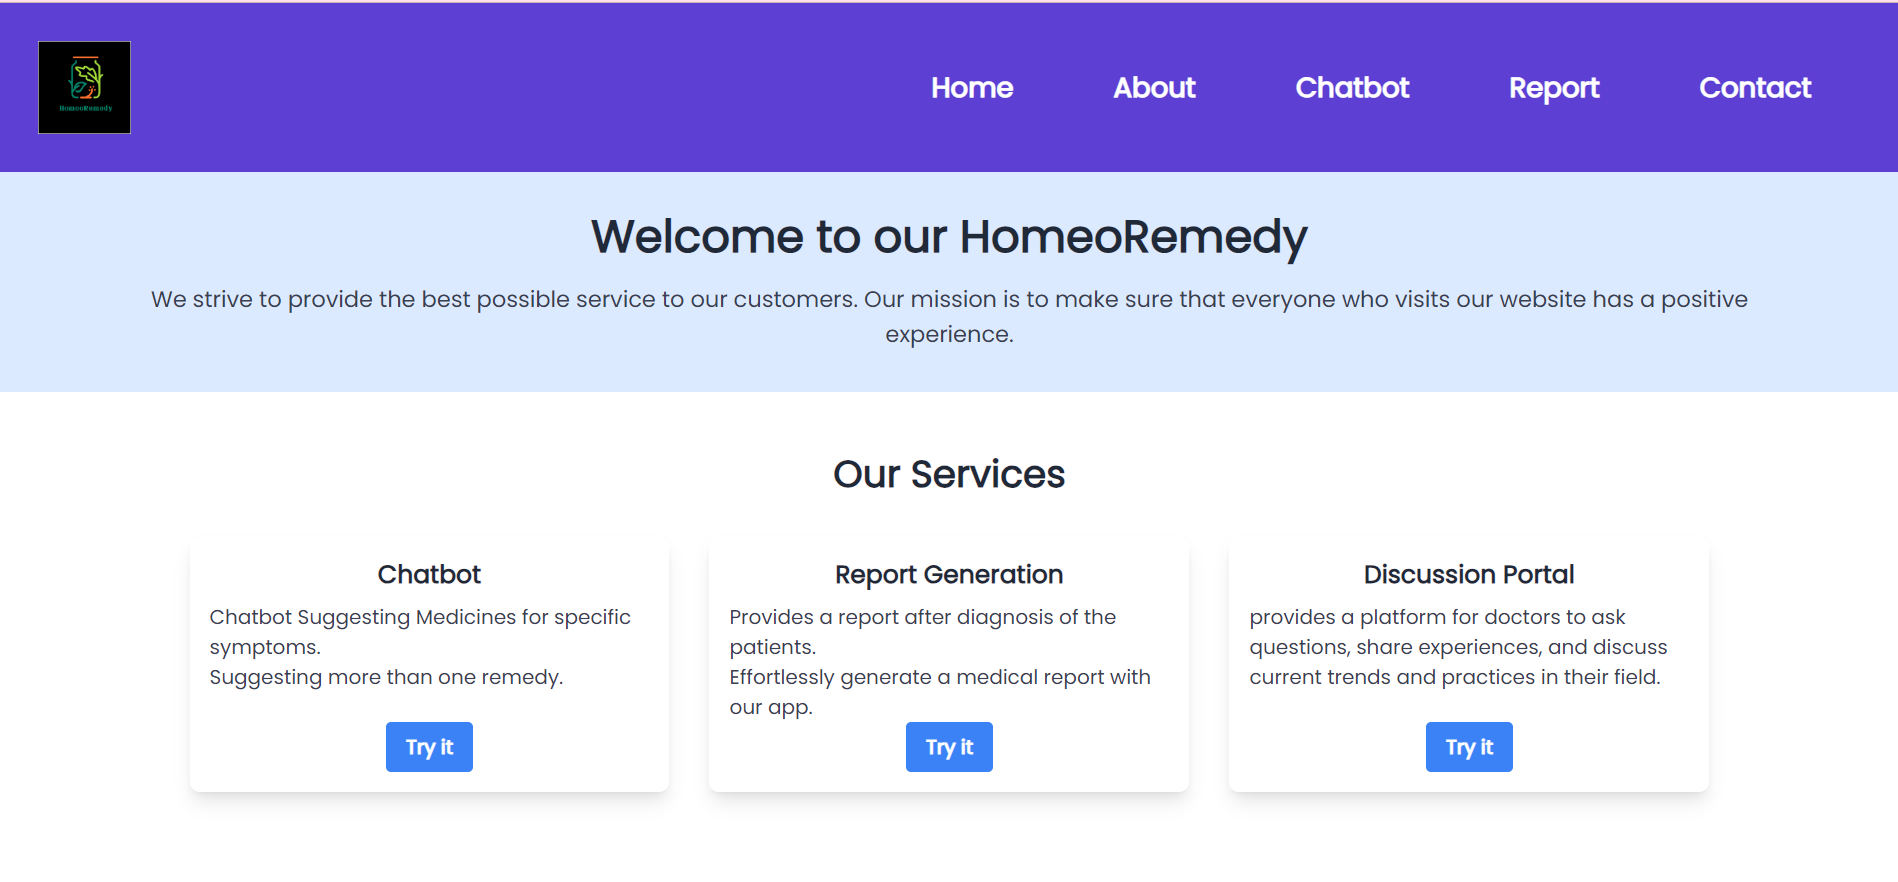 HomeoRemedy
Home About Chatbot Report Contact
Welcome to our HomeoRemedy
We strive to provide the best possible service to our customers. Our mission is to make sure that everyone who visits our website has a positive
experience.
Our Services
Chatbot
Chatbot Suggesting Medicines for specific
symptoms.
Suggesting more than one remedy.
Try it
Report Generation
Provides a report after diagnosis of the
patients.
Effortlessly generate a medical report with
our app.
Try it
Discussion Portal
provides a platform for doctors to ask
questions, share experiences, and discuss
current trends and practices in their field.
Try it